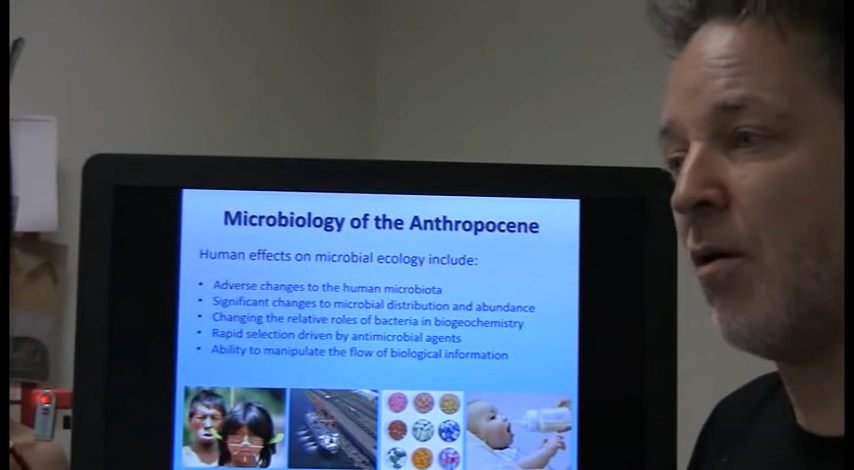 Microbiology of the Anthropocene
Human effects on microbial ecology include:
• Adverse changes to the human microbiota
• Significant changes to microbial distribution and abundance
• Changing the relative roles of bacteria in biogeochemistry
• Rapid selection driven by antimicrobial agents
• Ability to manipulate the flow of biological information